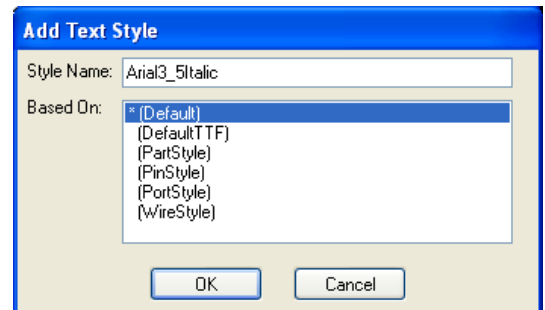 Add Text Style
Style Name: Arial3_5Italic
Based On:
* (Default)
(DefaultTTF)
(PartStyle)
(PinStyle)
(PortStyle)
(WireStyle)
OK Cancel